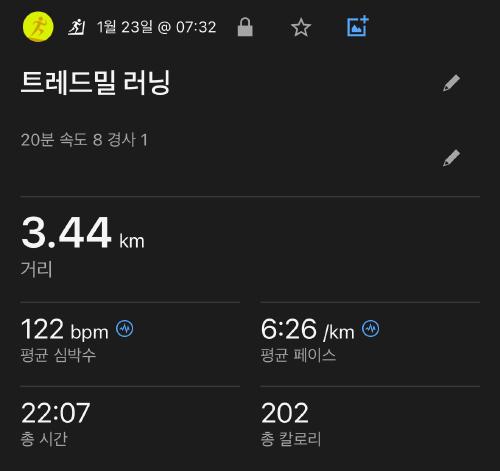 1월 23일 @ 07:32
트레드밀 러닝
20분 속도 8 경사 1
3.44 km
거리
122 bpm 6:26 /km
평균 심박수 평균 페이스
22:07 202
총 시간 총 칼로리